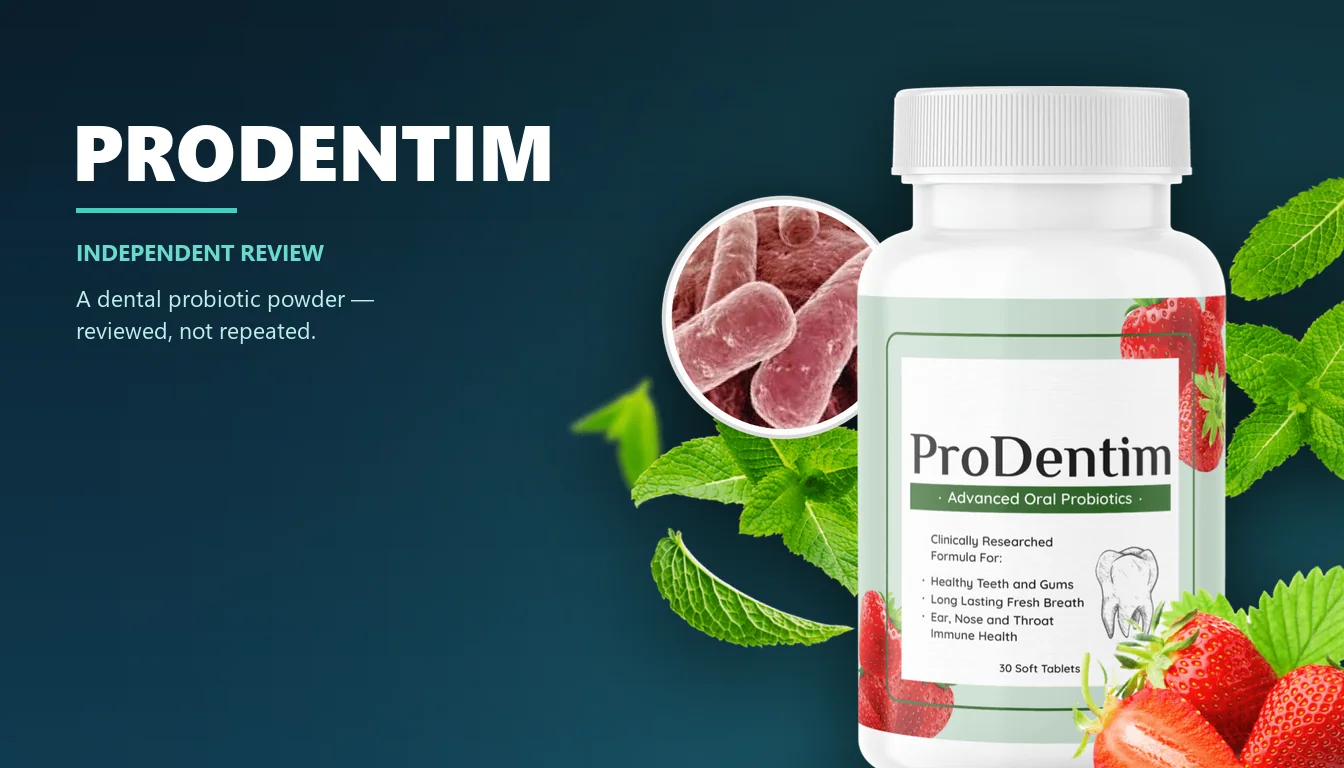 PRODENTIM
INDEPENDENT REVIEW
A dental probiotic powder —
reviewed, not repeated.
ProDentim
· Advanced Oral Probiotics ·
Clinically Researched
Formula For:
· Healthy Teeth and Gums
· Long Lasting Fresh Breath
· Ear, Nose and Throat
Immune Health
30 Soft Tablets